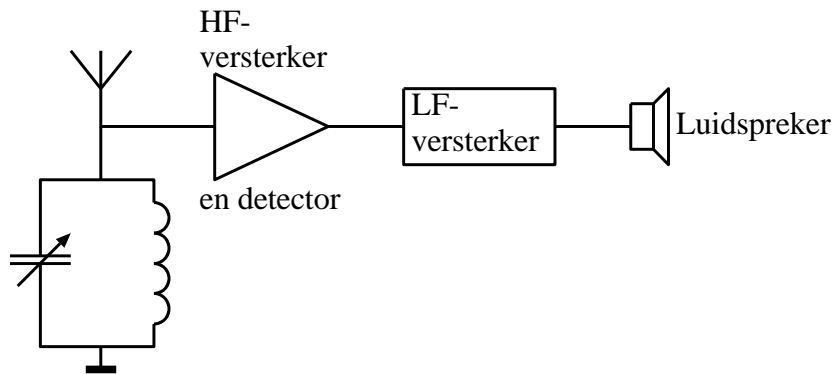 HF-
versterker
en detector
LF-
versterker
Luidspreker